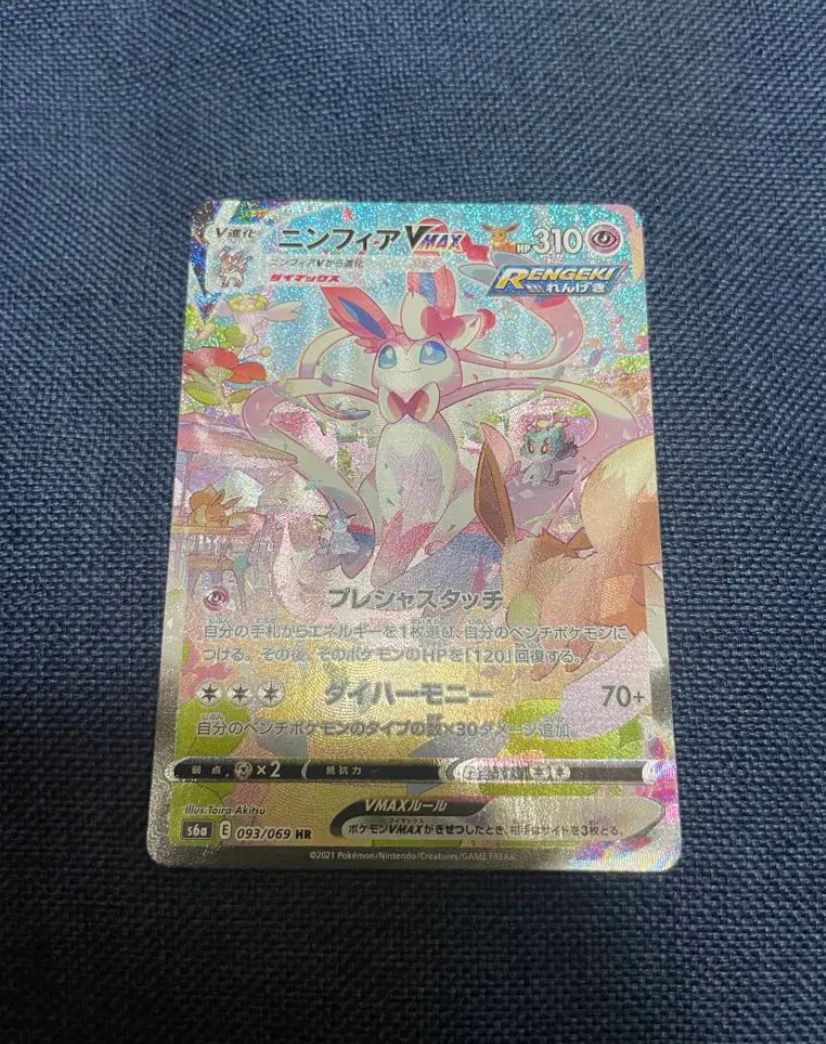 V進化
ニンフィアVMAX
HP310
ニンフィアVから進化
ダイマックス
RENGEKI
れんげき
プレシャスタッチ
自分の手札からエネルギーを1枚選び、自分のベンチポケモンに
つける。その後、そのポケモンのHPを「120」回復する。
ダイハーモニー 70+
自分のベンチポケモンのタイプの数×30ダメージ追加。
弱点 ×2 抵抗力
Illus. Taira Akitsu
VMAXルール
s6a E 093/069 HR
ポケモンVMAXがきぜつしたとき、相手はサイドを3枚とる。
©2021 Pokémon/Nintendo/Creatures/GAME FREAK